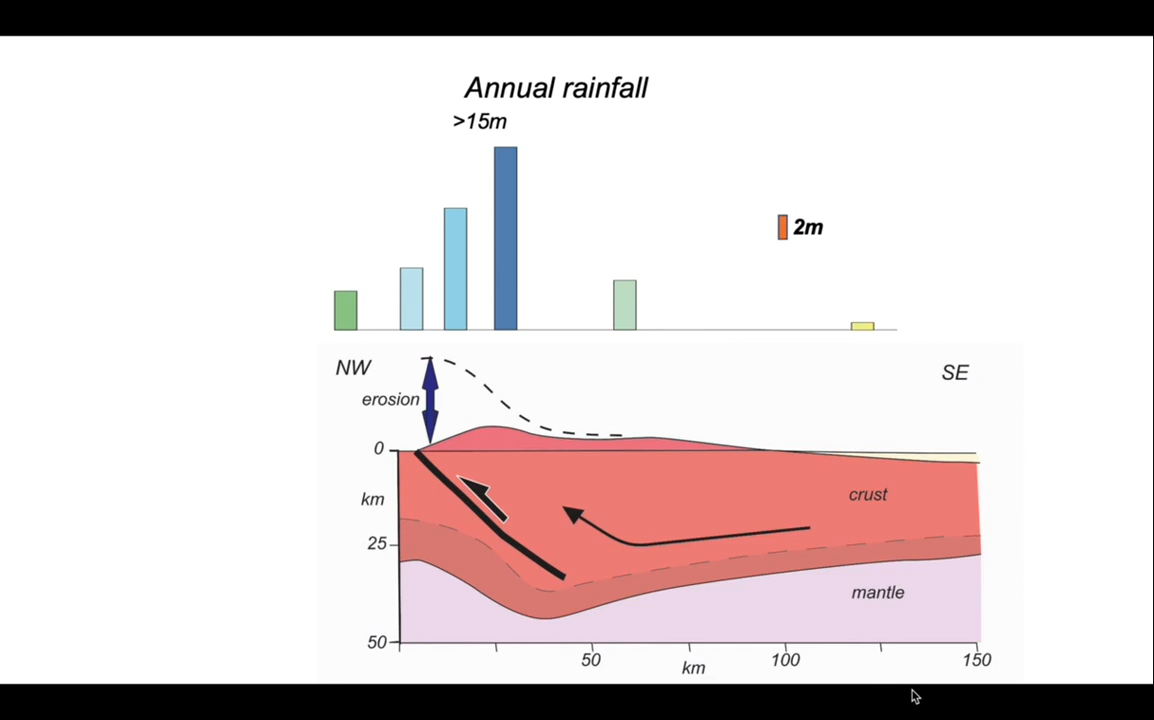 Annual rainfall
>15m
2m
NW
SE
erosion
0
km
crust
25
mantle
50
50
km
100
150